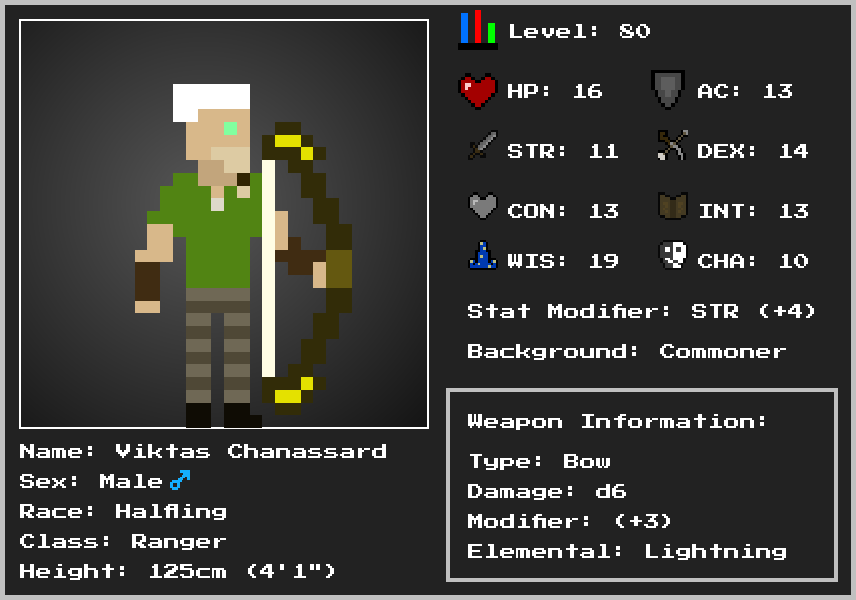 Level: 80
HP: 16 AC: 13
STR: 11 DEX: 14
CON: 13 INT: 13
WIS: 19 CHA: 10
Stat Modifier: STR (+4)
Background: Commoner
Weapon Information:
Type: Bow
Damage: d6
Modifier: (+3)
Elemental: Lightning
Name: Viktas Chanassard
Sex: Male ♂
Race: Halfling
Class: Ranger
Height: 125cm (4'1")